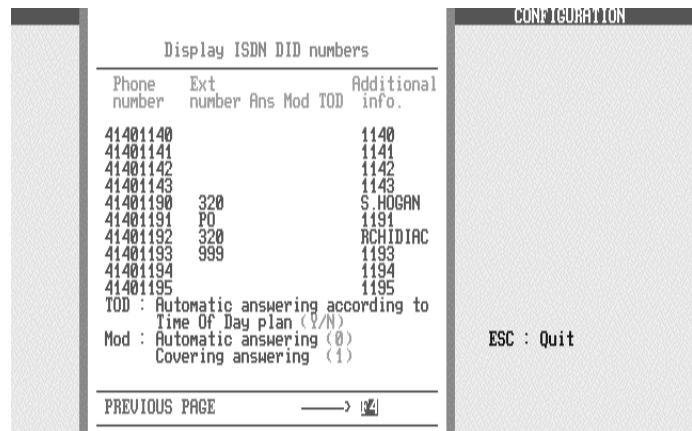 CONFIGURATION
Display ISDN DID numbers
Phone Ext Additional
number number Ans Mod TOD info.
41401140 1140
41401141 1141
41401142 1142
41401143 1143
41401190 320 S.HOGAN
41401191 PO 1191
41401192 320 RCHIDIAC
41401193 999 1193
41401194 1194
41401195 1195
TOD : Automatic answering according to
Time Of Day plan (Y/N)
Mod : Automatic answering (0)
Covering answering (1)
ESC : Quit
PREVIOUS PAGE ----> F4